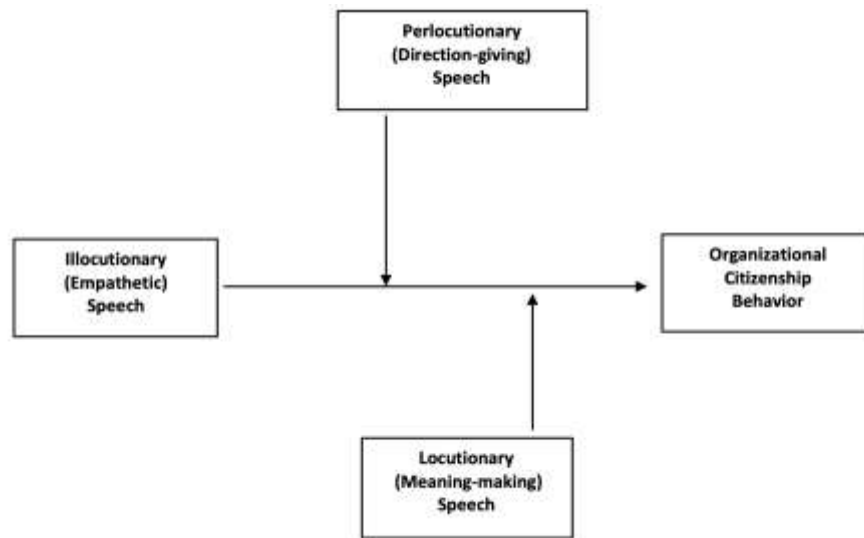 Perlocutionary
(Direction-giving)
Speech
Illocutionary
(Empathetic)
Speech
Organizational
Citizenship
Behavior
Locutionary
(Meaning-making)
Speech